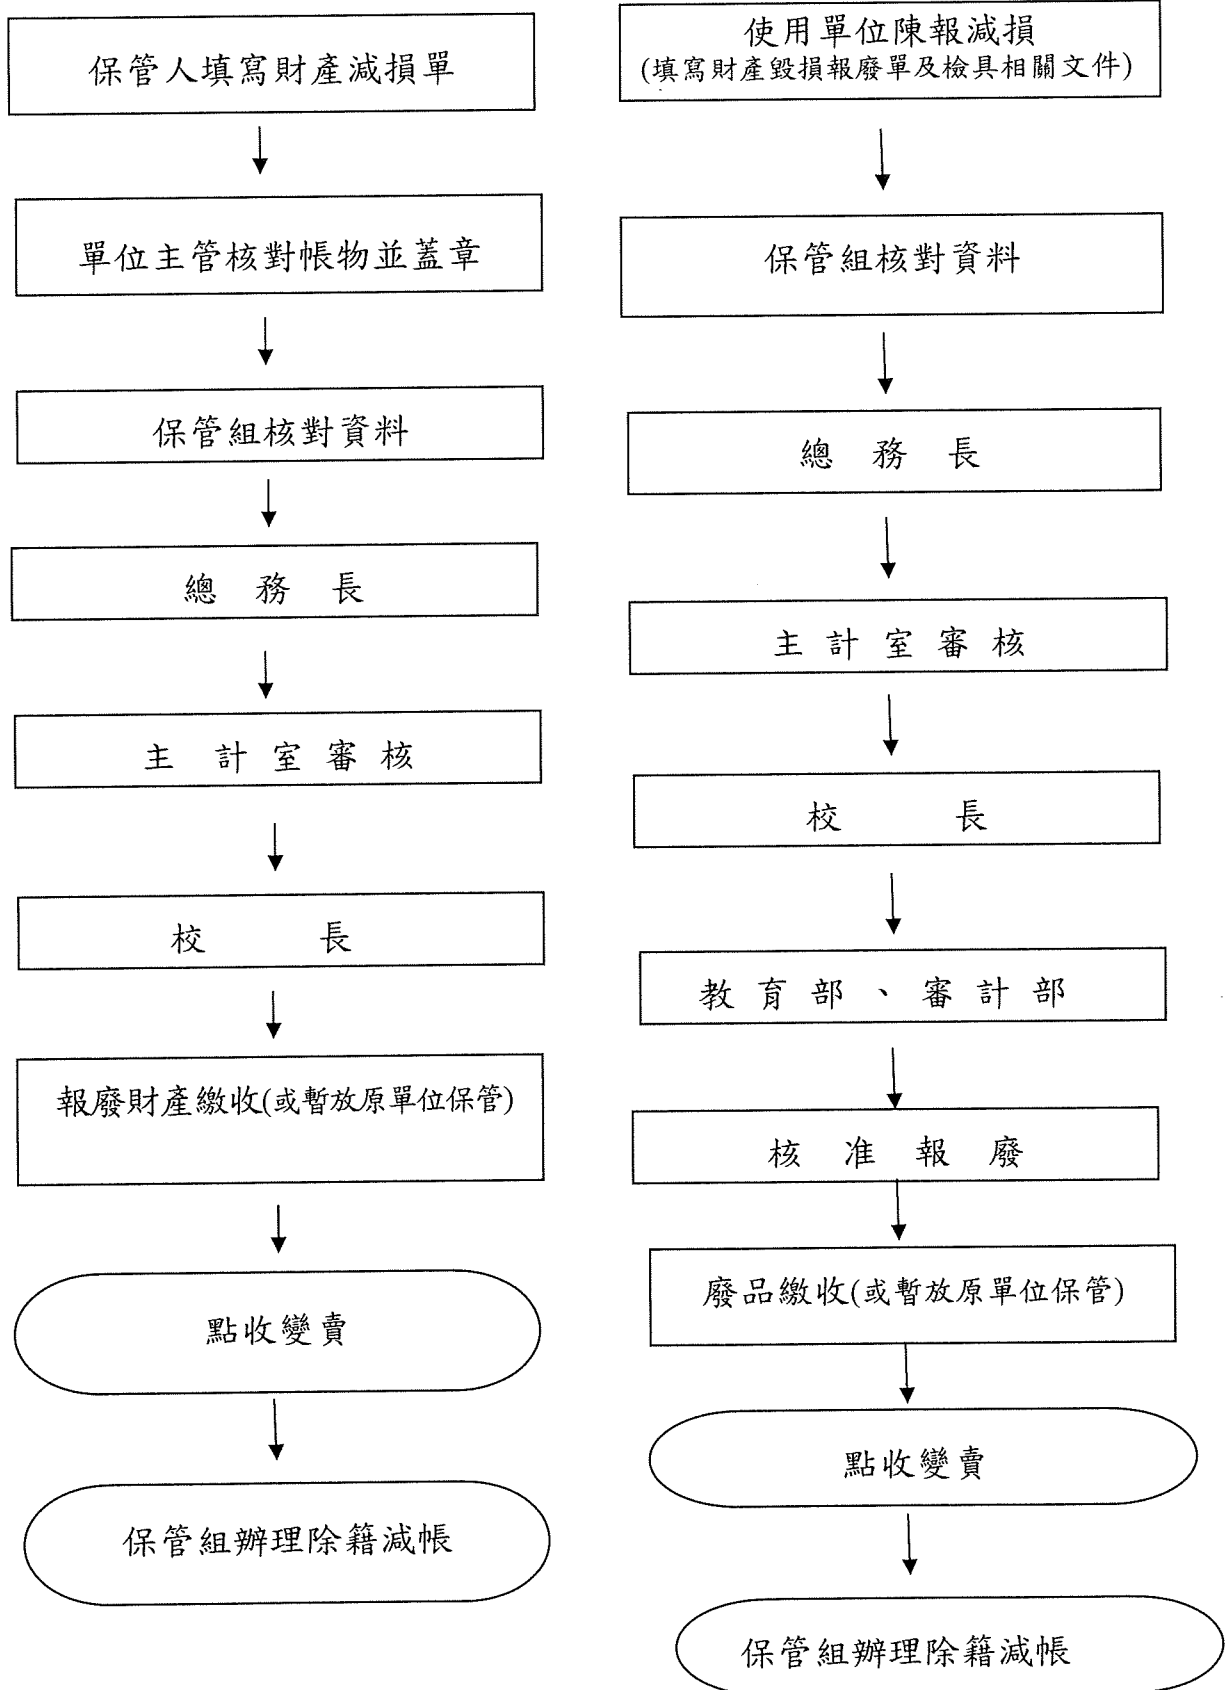 保管人填寫財產減損單
單位主管核對帳物並蓋章
保管組核對資料
總 務 長
主 計 室 審 核
校 長
報廢財產繳收(或暫放原單位保管)
點收變賣
保管組辦理除籍減帳
使用單位陳報減損
(填寫財產毀損報廢單及檢具相關文件)
保管組核對資料
總 務 長
主 計 室 審 核
校 長
教 育 部 、 審 計 部
核 准 報 廢
廢品繳收(或暫放原單位保管)
點收變賣
保管組辦理除籍減帳